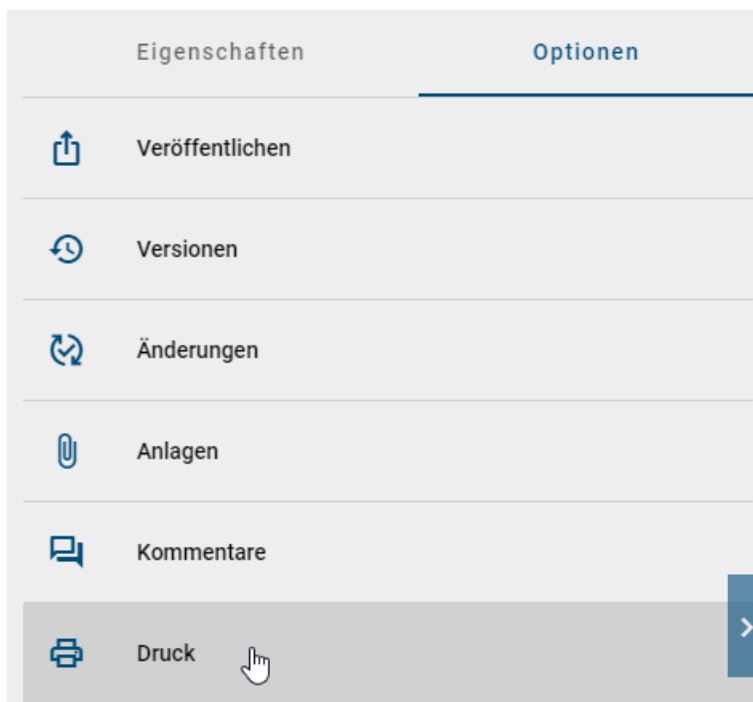 Eigenschaften Optionen
Veröffentlichen
Versionen
Änderungen
Anlagen
Kommentare
Druck